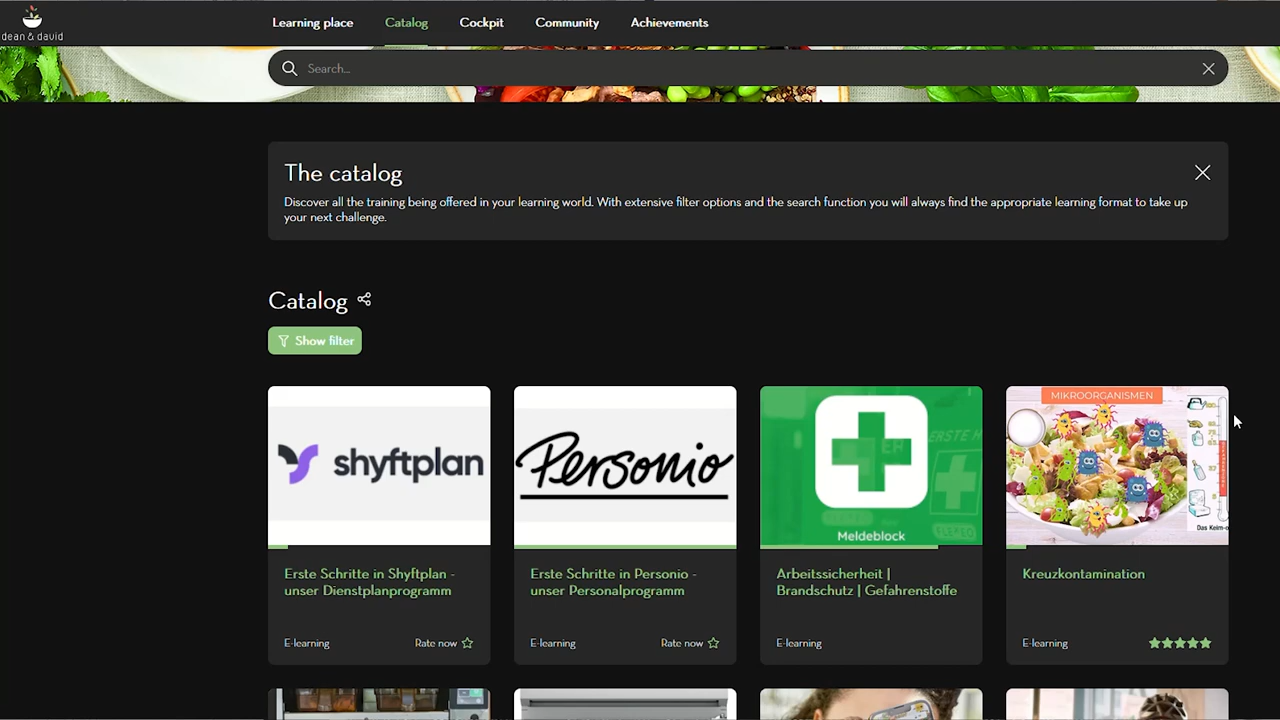 dean & david
Learning place
Catalog
Cockpit
Community
Achievements
Search...
The catalog
Discover all the training being offered in your learning world. With extensive filter options and the search function you will always find the appropriate learning format to take up
your next challenge.
Catalog
Show filter
shyftplan
Personio
Meldeblock
MIKROORGANISMEN
Erste Schritte in Shyftplan -
unser Dienstplanprogramm
E-learning
Rate now
Erste Schritte in Personio -
unser Personalprogramm
E-learning
Rate now
Arbeitssicherheit |
Brandschutz | Gefahrenstoffe
E-learning
Kreuzkontamination
E-learning